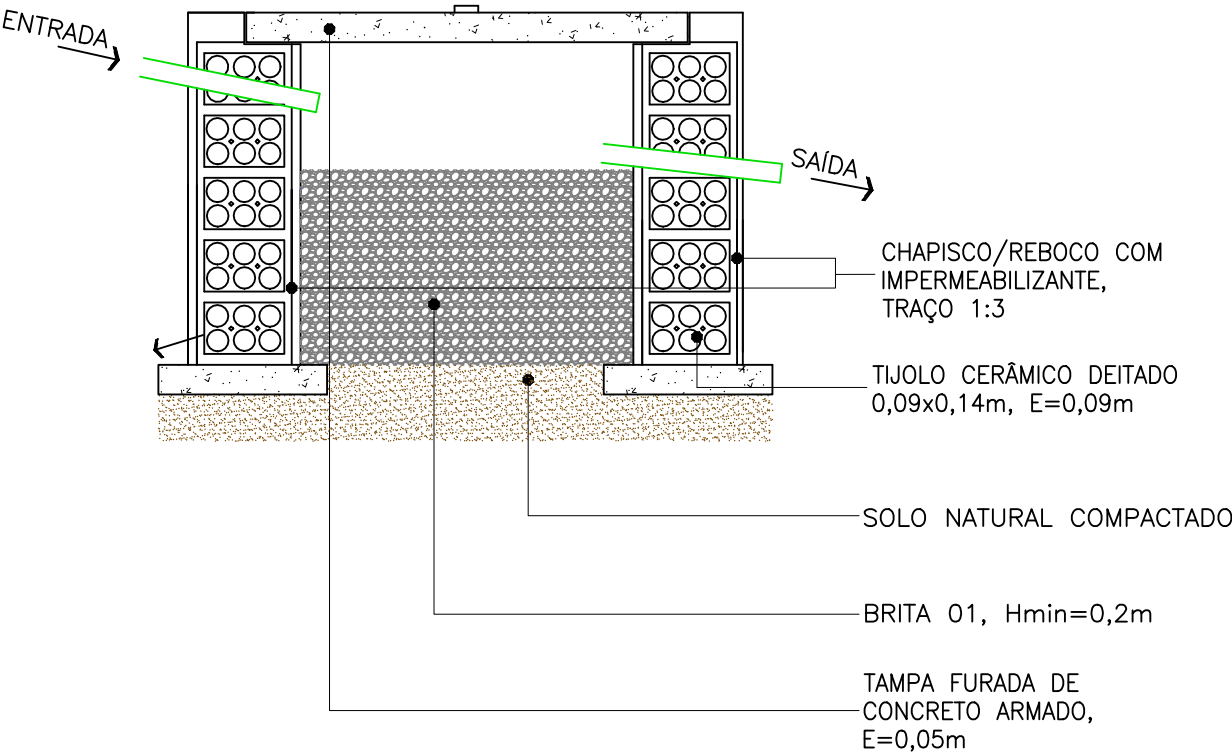 ENTRADA
SAÍDA
CHAPISCO/REBOCO COM
IMPERMEABILIZANTE,
TRAÇO 1:3
TIJOLO CERÂMICO DEITADO
0,09x0,14m, E=0,09m
SOLO NATURAL COMPACTADO
BRITA 01, Hmin=0,2m
TAMPA FURADA DE
CONCRETO ARMADO,
E=0,05m